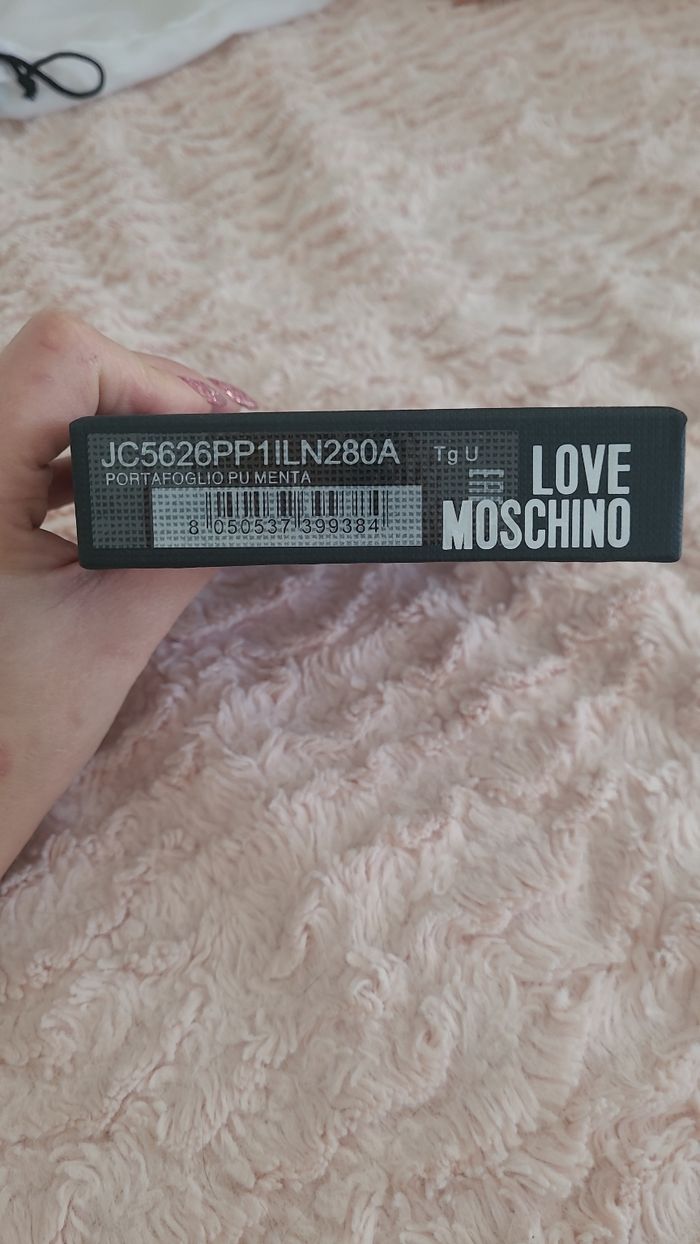 JC5626PP1ILN280A Tg U
PORTAFOGLIO PU MENTA
8 050537 399384
LOVE
MOSCHINO